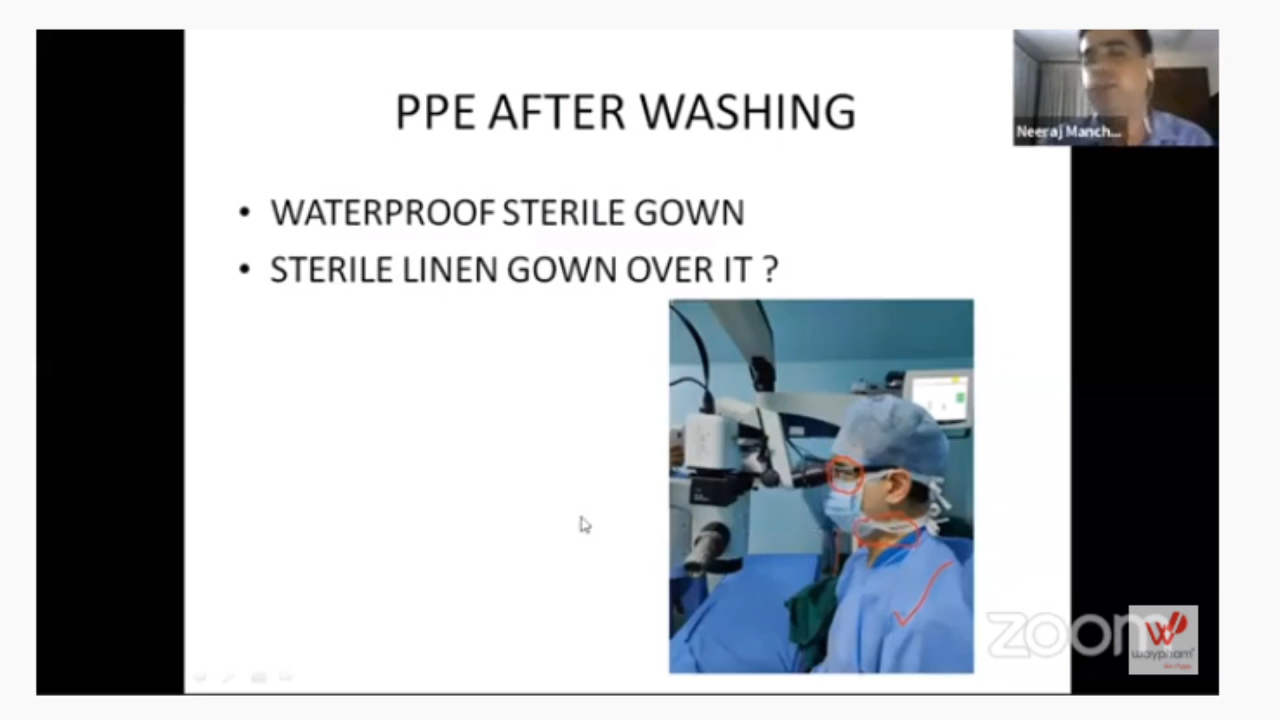 PPE AFTER WASHING
Neeraj Manch...
• WATERPROOF STERILE GOWN
• STERILE LINEN GOWN OVER IT ?
zoom